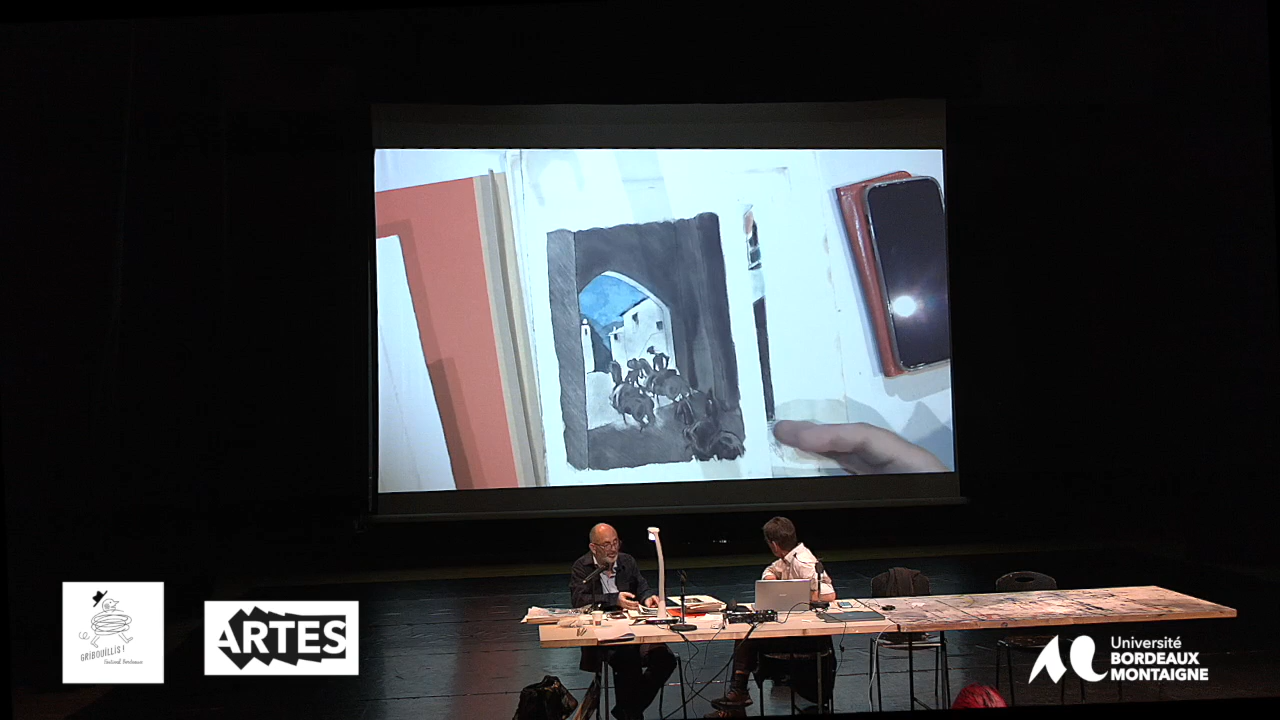 GRIBOUILLIS !
Festival Bordeaux
ARTES
Université
BORDEAUX
MONTAIGNE